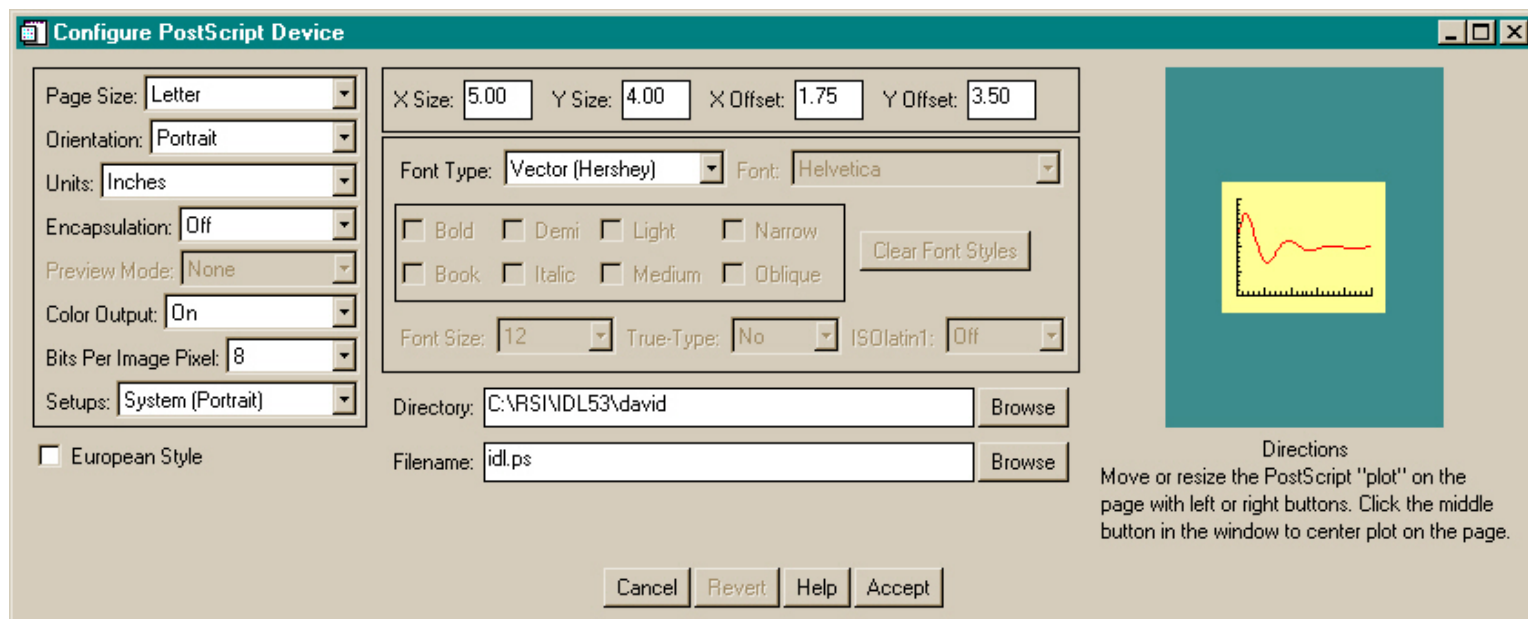 Configure PostScript Device
Page Size: Letter
Orientation: Portrait
Units: Inches
Encapsulation: Off
Preview Mode: None
Color Output: On
Bits Per Image Pixel: 8
Setups: System (Portrait)
European Style
X Size: 5.00 Y Size: 4.00 X Offset: 1.75 Y Offset: 3.50
Font Type: Vector (Hershey) Font: Helvetica
Bold Demi Light Narrow
Book Italic Medium Oblique
Clear Font Styles
Font Size: 12 True-Type: No ISOlatin1: Off
Directory: C:\RSI\IDL53\david Browse
Filename: idl.ps Browse
Directions
Move or resize the PostScript "plot" on the
page with left or right buttons. Click the middle
button in the window to center plot on the page.
Cancel Revert Help Accept